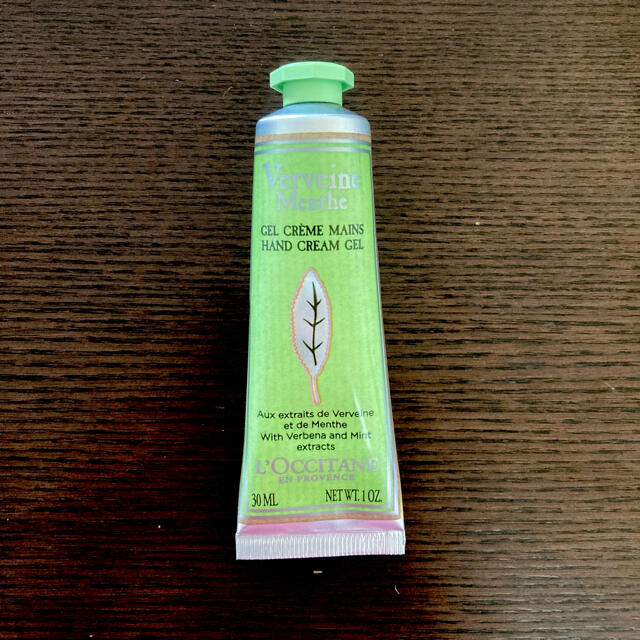 Verveine
Menthe
GEL CRÈME MAINS
HAND CREAM GEL
Aux extraits de Verveine
et de Menthe
With Verbena and Mint
extracts
L'OCCITANE
EN PROVENCE
30 ML NET WT. 1 OZ.